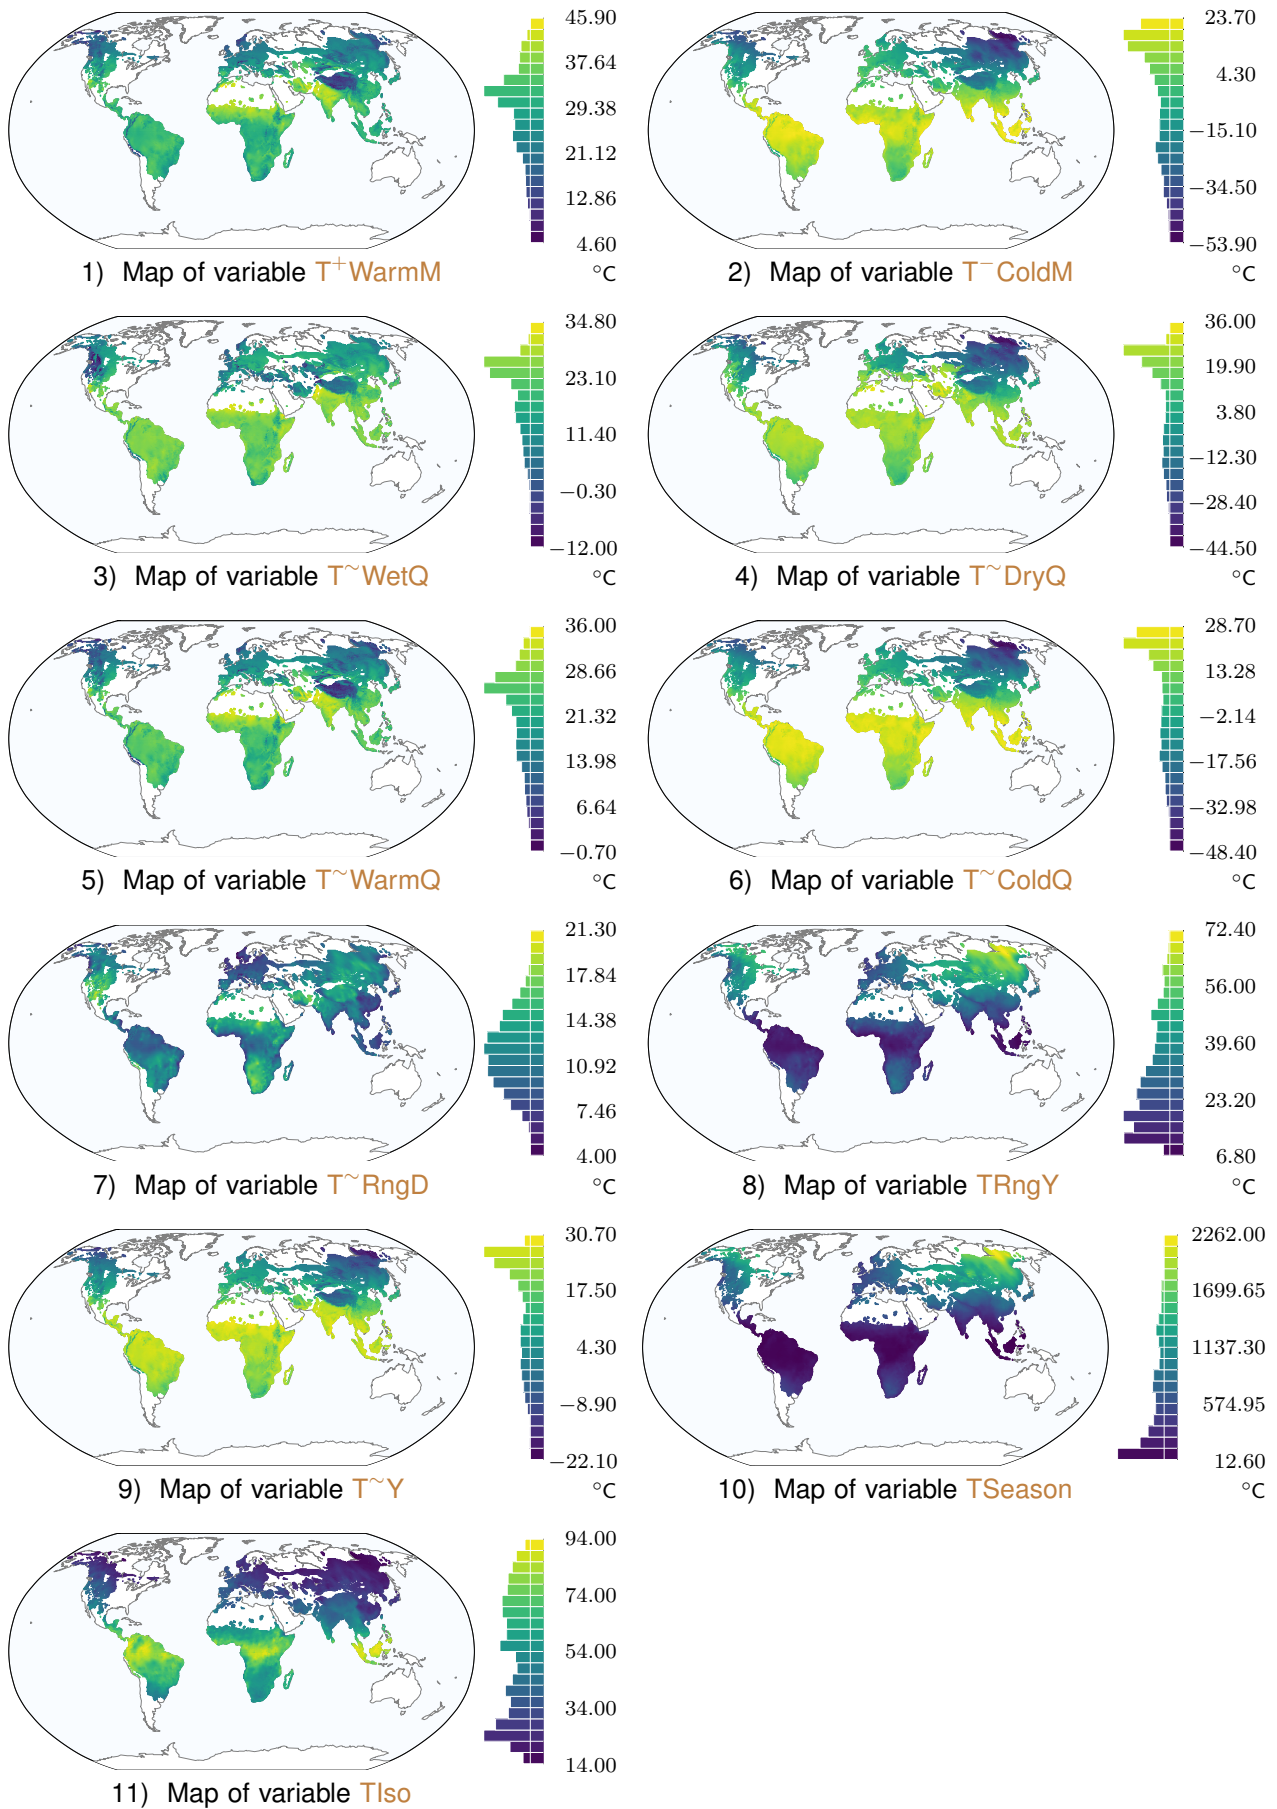 45.90
37.64
29.38
21.12
12.86
4.60
°C
1) Map of variable T⁺WarmM
23.70
4.30
−15.10
−34.50
−53.90
°C
2) Map of variable T⁻ColdM
34.80
23.10
11.40
−0.30
−12.00
°C
3) Map of variable T~WetQ
36.00
19.90
3.80
−12.30
−28.40
−44.50
°C
4) Map of variable T~DryQ
36.00
28.66
21.32
13.98
6.64
−0.70
°C
5) Map of variable T~WarmQ
28.70
13.28
−2.14
−17.56
−32.98
−48.40
°C
6) Map of variable T~ColdQ
21.30
17.84
14.38
10.92
7.46
4.00
°C
7) Map of variable T~RngD
72.40
56.00
39.60
23.20
6.80
°C
8) Map of variable TRngY
30.70
17.50
4.30
−8.90
−22.10
°C
9) Map of variable T~Y
2262.00
1699.65
1137.30
574.95
12.60
°C
10) Map of variable TSeason
94.00
74.00
54.00
34.00
14.00
11) Map of variable TIso